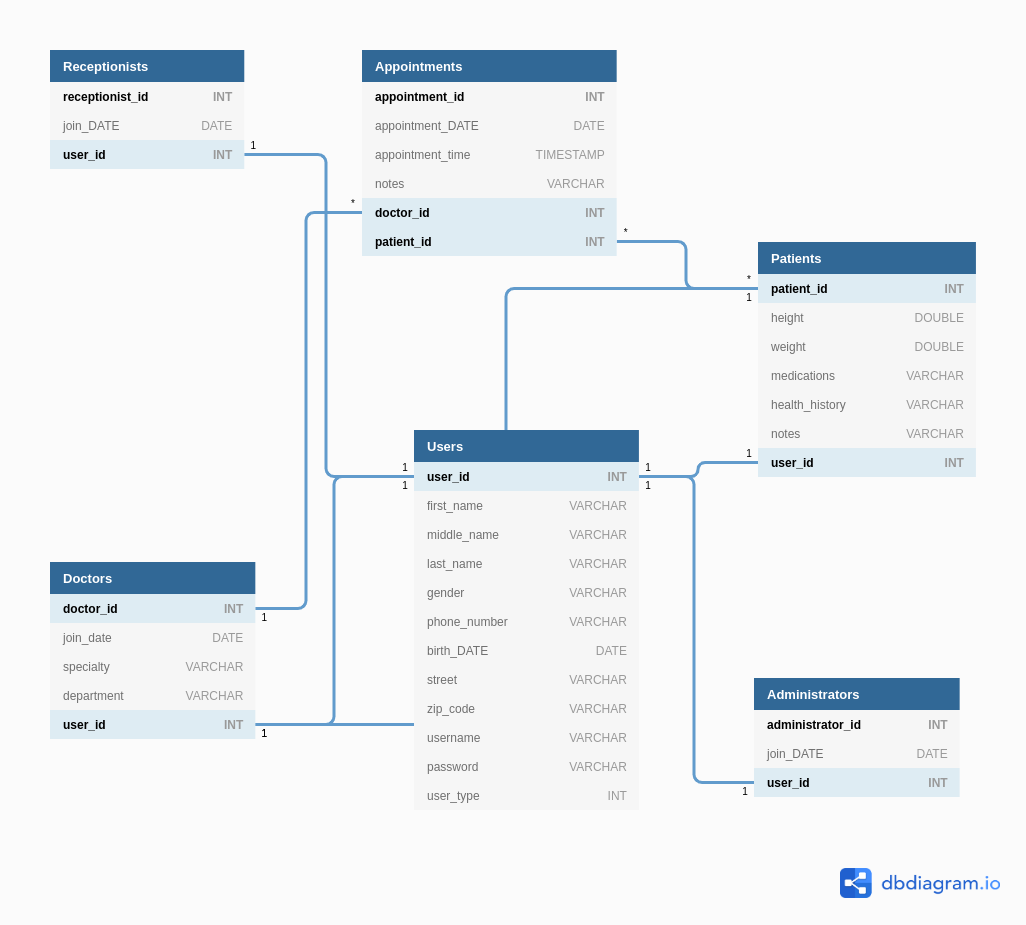 Receptionists
receptionist_id INT
join_DATE DATE
user_id INT
1
Appointments
appointment_id INT
appointment_DATE DATE
appointment_time TIMESTAMP
notes VARCHAR
* doctor_id INT
patient_id INT *
Patients
* patient_id INT
1
height DOUBLE
weight DOUBLE
medications VARCHAR
health_history VARCHAR
notes VARCHAR
1 user_id INT
Users
1 user_id INT 1
1 1
first_name VARCHAR
middle_name VARCHAR
last_name VARCHAR
gender VARCHAR
phone_number VARCHAR
birth_DATE DATE
street VARCHAR
zip_code VARCHAR
username VARCHAR
password VARCHAR
user_type INT
Doctors
doctor_id INT
1
join_date DATE
specialty VARCHAR
department VARCHAR
user_id INT
1
Administrators
administrator_id INT
join_DATE DATE
user_id INT
1
dbdiagram.io